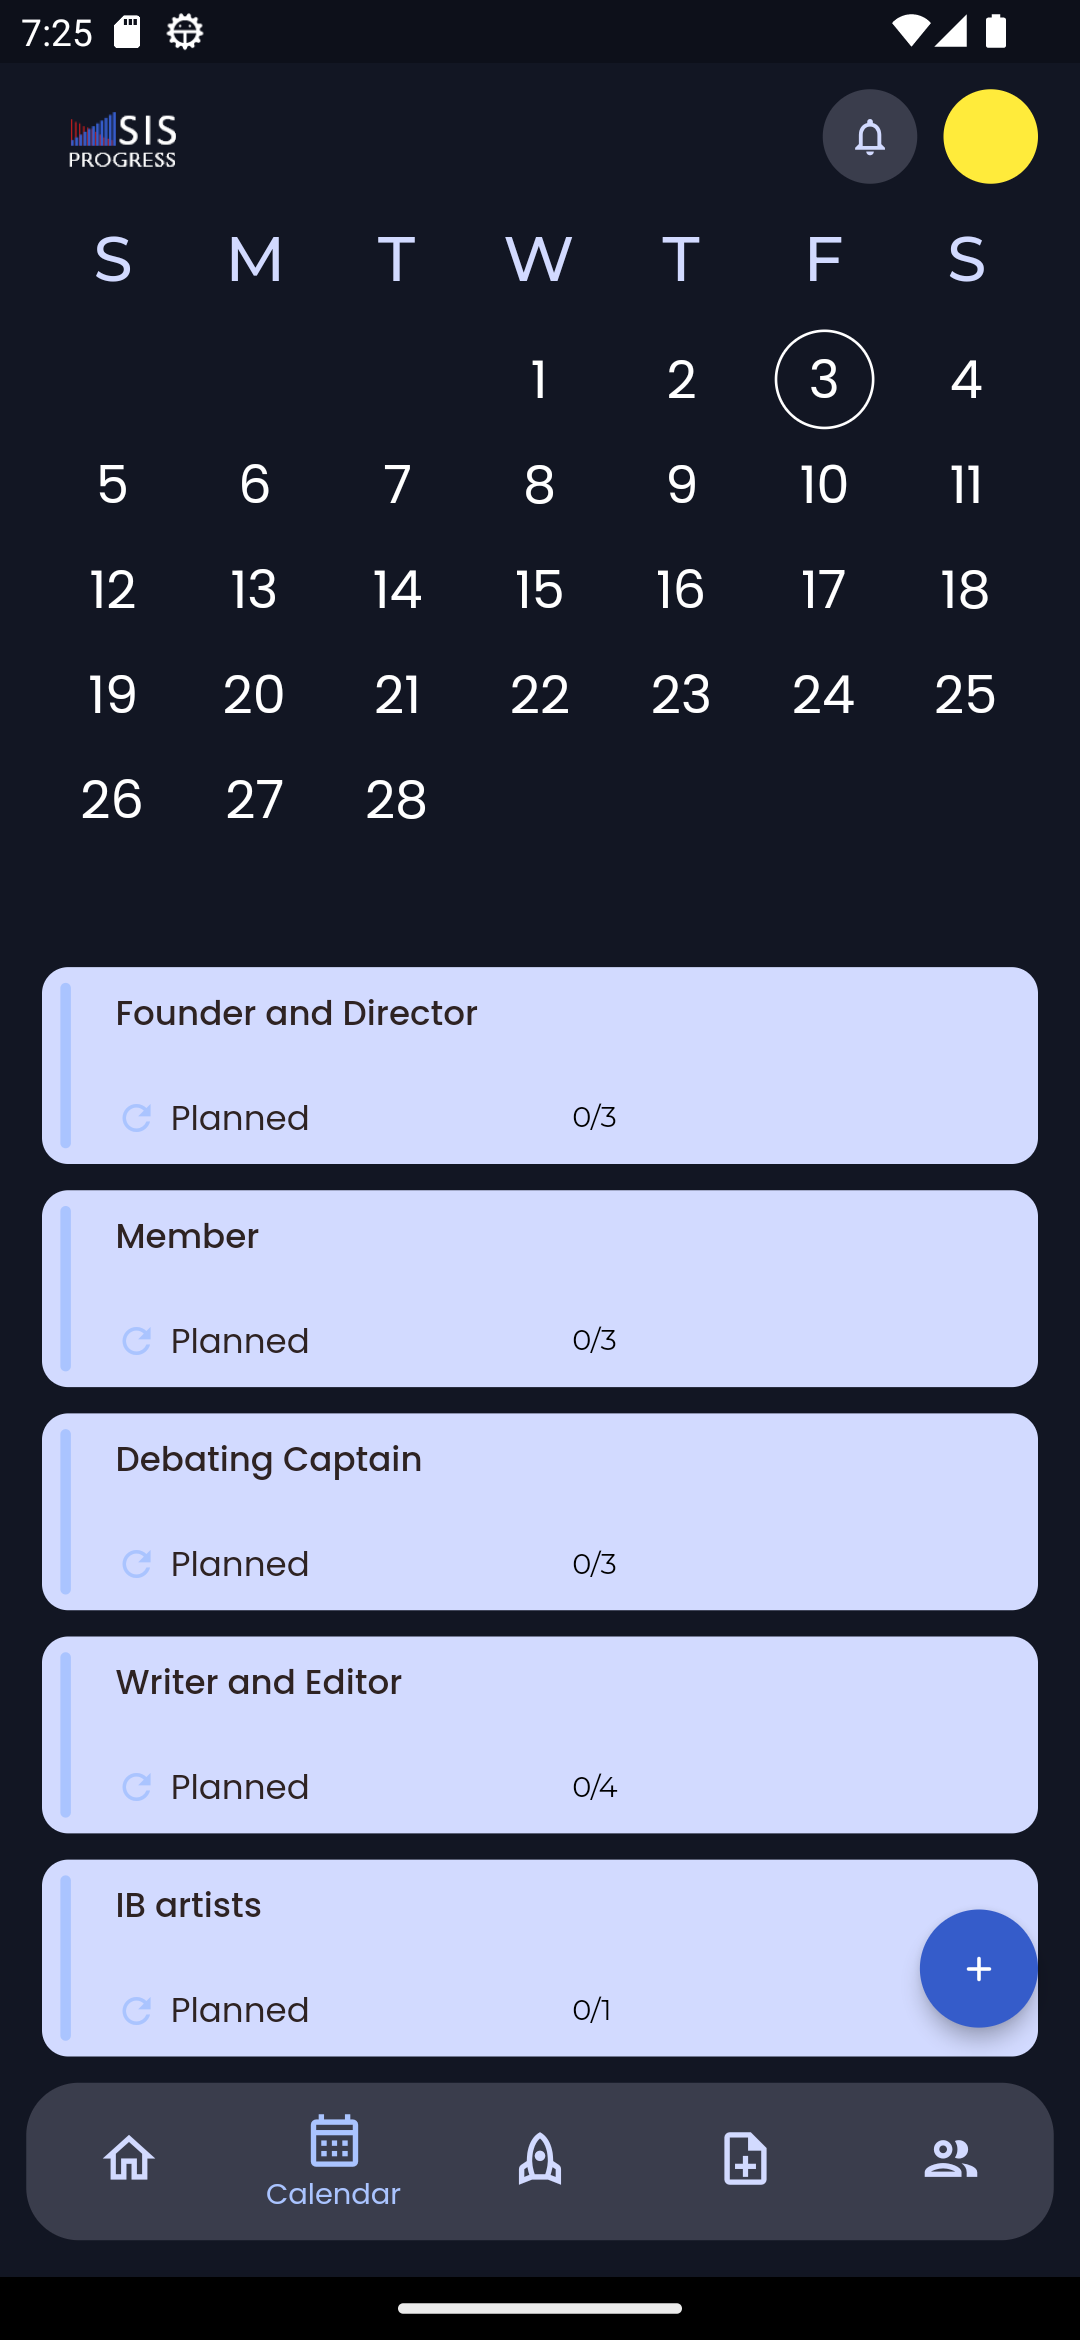 7:25
SIS
PROGRESS
S M T W T F S
1 2 3 4
5 6 7 8 9 10 11
12 13 14 15 16 17 18
19 20 21 22 23 24 25
26 27 28
Founder and Director
Planned 0/3
Member
Planned 0/3
Debating Captain
Planned 0/3
Writer and Editor
Planned 0/4
IB artists
Planned 0/1
Calendar